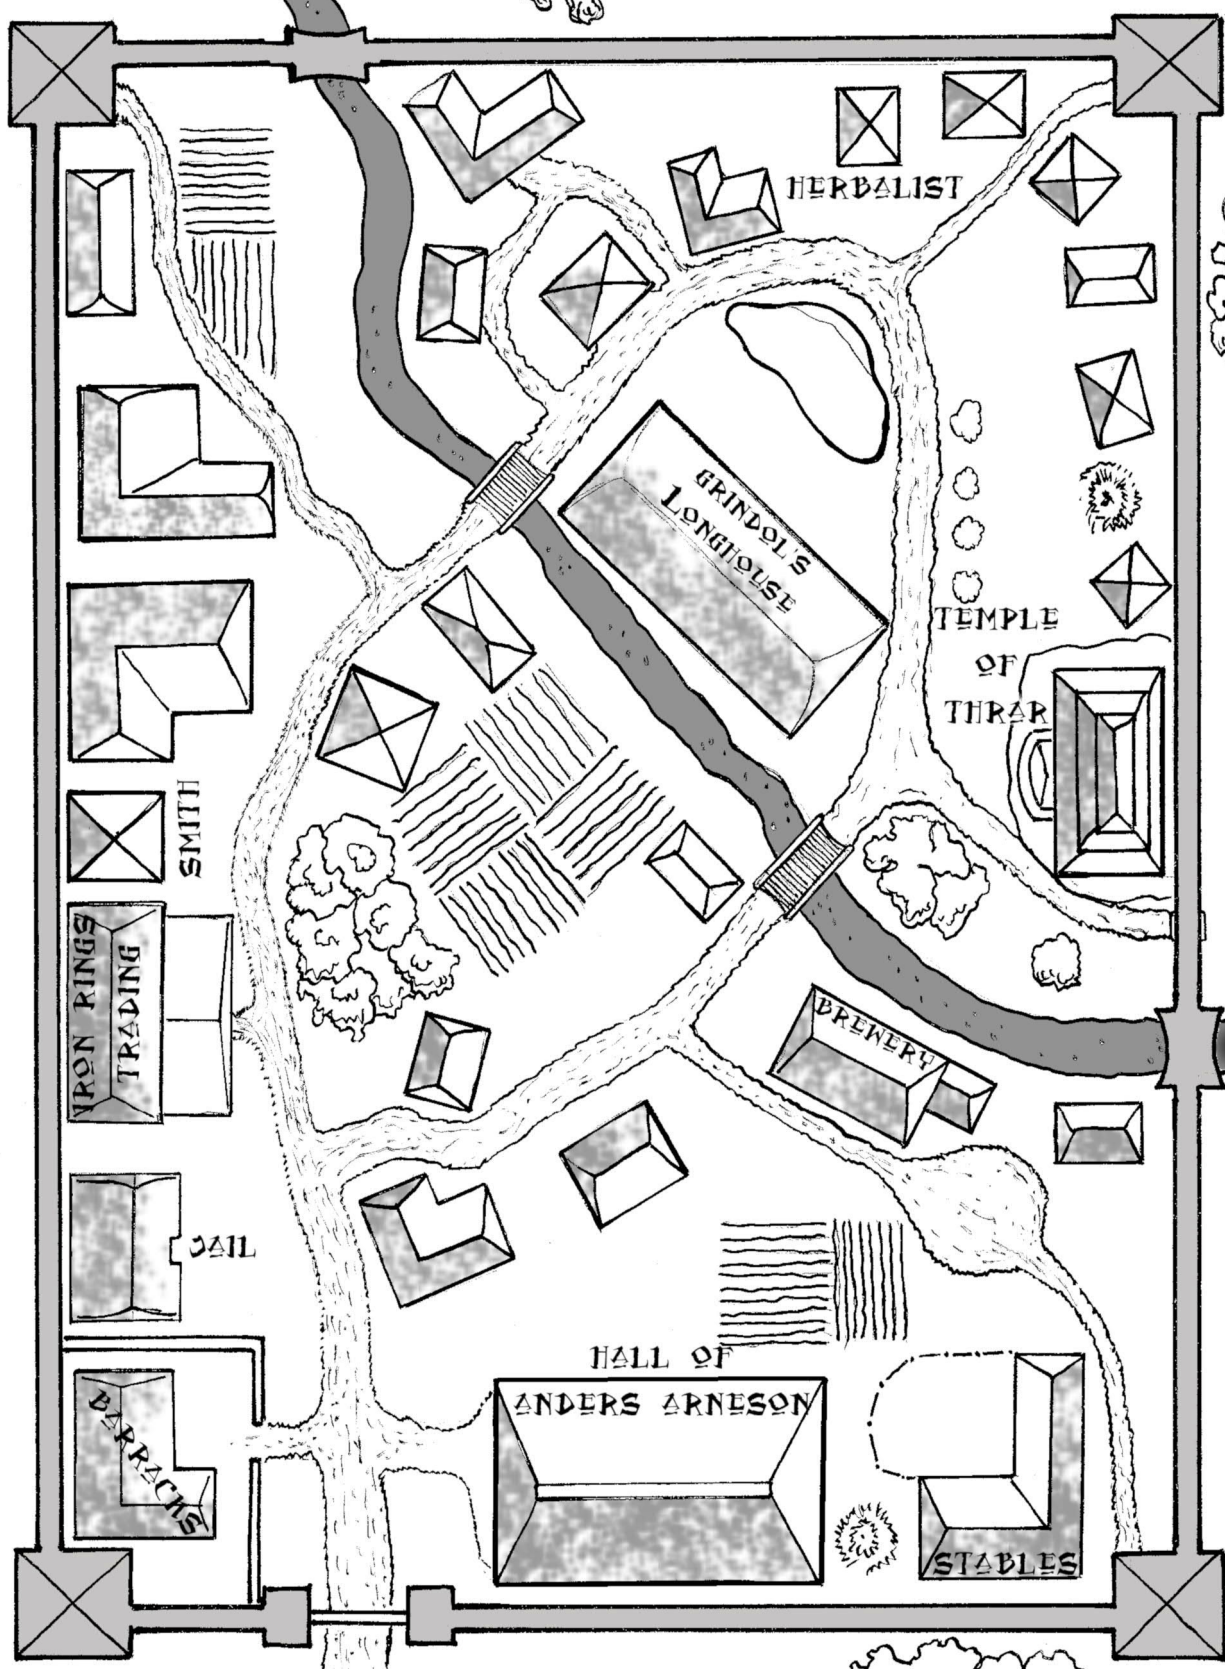 HERBALIST
GRINDOL'S
LONGHOUSE
TEMPLE
OF
THRAR
SMITH
IRON RINGS
TRADING
BREWERY
JAIL
HALL OF
ANDERS ARNESON
BARRACKS
STABLES